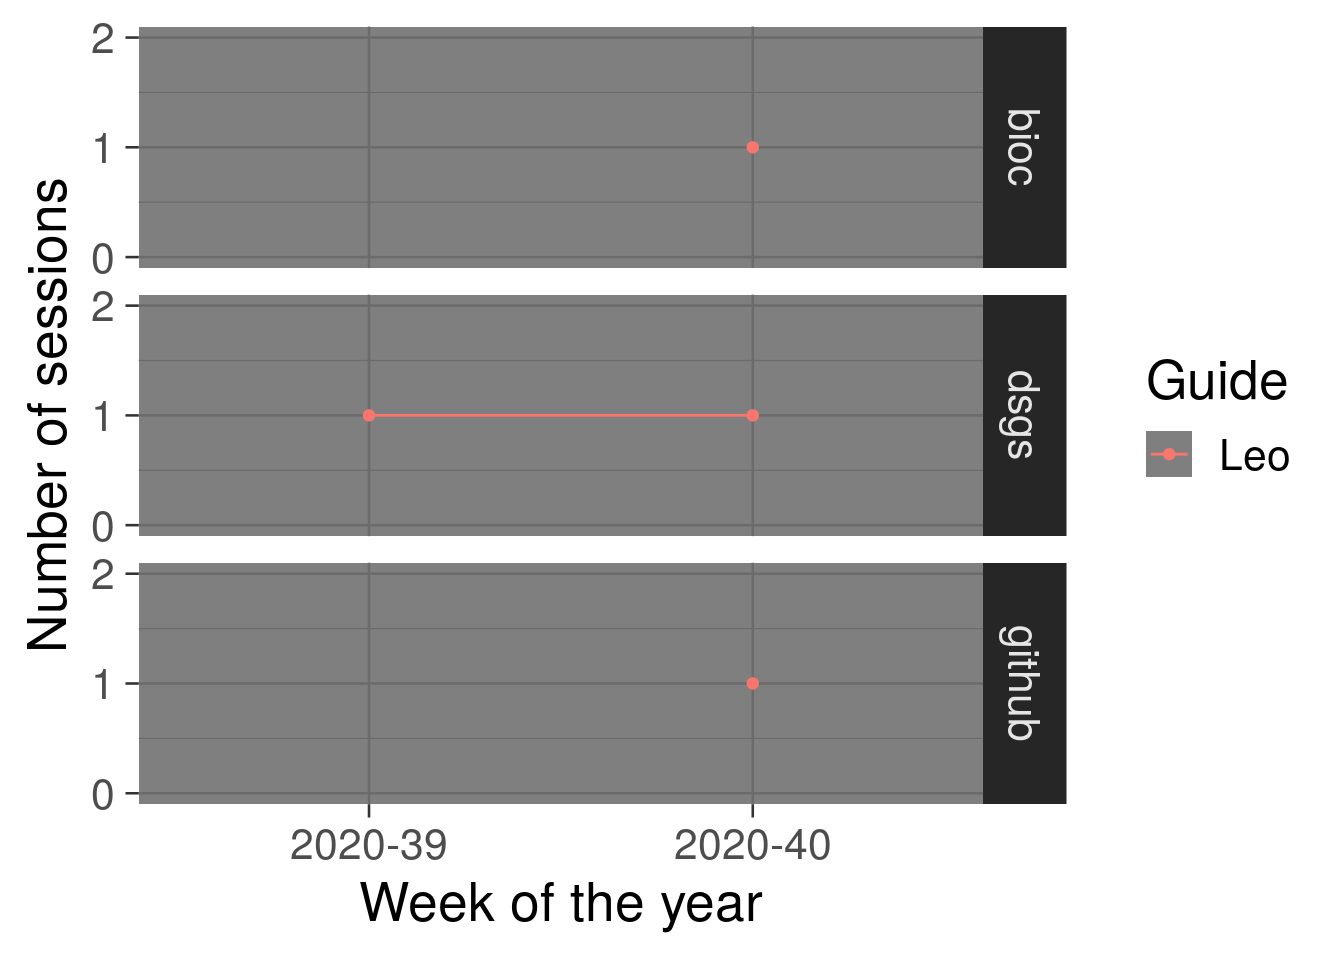 Number of sessions
2
1
0
bioc
2
1
0
dsgs
2
1
0
github
2020-39
2020-40
Week of the year
Guide
Leo